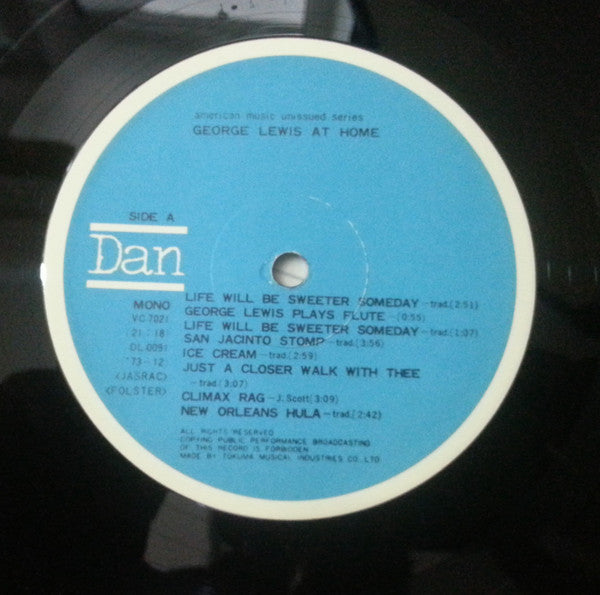 american music unissued series
GEORGE LEWIS AT HOME
SIDE A
Dan
MONO
VC 7021
21:18
DL 0091
'73-12
<JASRAC>
<FOLSTER>
LIFE WILL BE SWEETER SOMEDAY—trad.(2:51)
GEORGE LEWIS PLAYS FLUTE—(0:55)
LIFE WILL BE SWEETER SOMEDAY—trad.(1:07)
SAN JACINTO STOMP—trad.(3:56)
ICE CREAM—trad.(2:59)
JUST A CLOSER WALK WITH THEE
—trad.(3:07)
CLIMAX RAG—J.Scott(3:09)
NEW ORLEANS HULA—trad.(2:42)
ALL RIGHTS RESERVED
COPYING PUBLIC PERFORMANCE BROADCASTING
OF THIS RECORD IS FORBIDDEN
MADE BY TOKUMA MUSICAL INDUSTRIES CO. LTD.